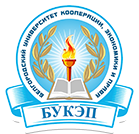 БЕЛГОРОДСКИЙ УНИВЕРСИТЕТ КООПЕРАЦИИ, ЭКОНОМИКИ И ПРАВА
БУКЭП